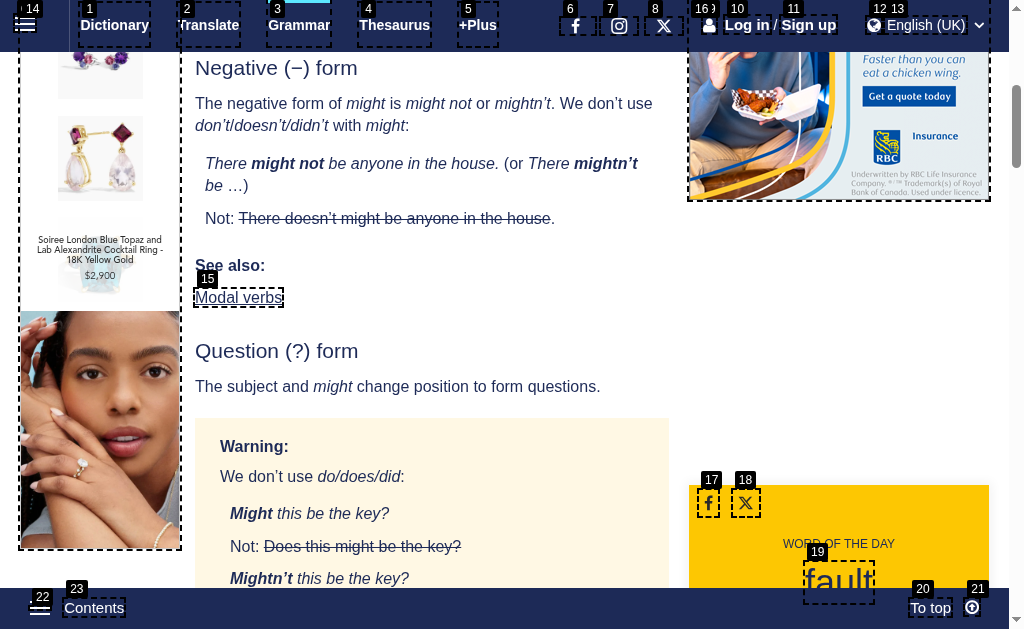 14
1
2
3
4
5
6
7
8
9
16
10
11
12
13
Dictionary
Translate
Grammar
Thesaurus
+Plus
Log in / Sign up
English (UK)
Soiree London Blue Topaz and
Lab Alexandrite Cocktail Ring -
18K Yellow Gold
$2,900
Negative (−) form
The negative form of might is might not or mightn’t. We don’t use
don’t/doesn’t/didn’t with might:
There might not be anyone in the house. (or There mightn’t
be …)
Not: There doesn’t might be anyone in the house.
See also:
15
Modal verbs
Question (?) form
The subject and might change position to form questions.
Warning:
We don’t use do/does/did:
Might this be the key?
Not: Does this might be the key?
Mightn’t this be the key?
Faster than you can
eat a chicken wing.
Get a quote today
RBC
Insurance
Underwritten by RBC Life Insurance
Company. ®™ Trademark(s) of Royal
Bank of Canada. Used under licence.
17
18
WORD OF THE DAY
19
fault
22
23
Contents
20
21
To top